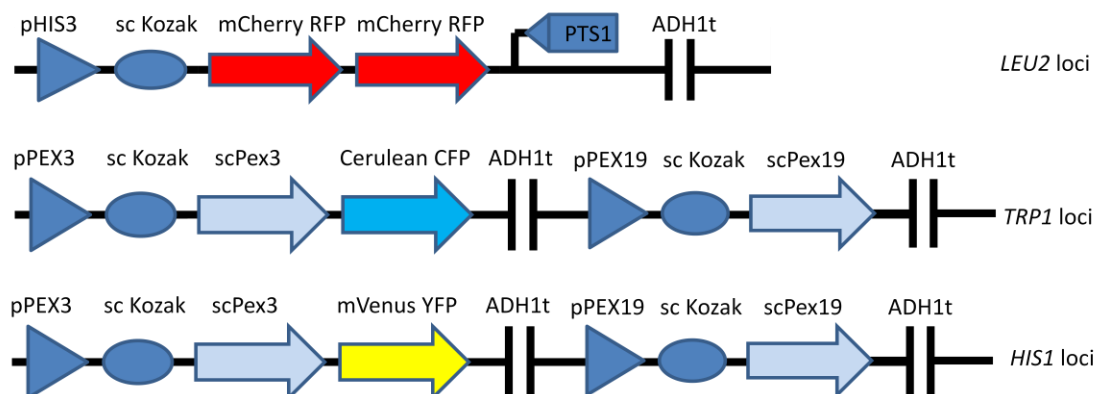 pHIS3 sc Kozak mCherry RFP mCherry RFP PTS1 ADH1t
LEU2 loci
pPEX3 sc Kozak scPex3 Cerulean CFP ADH1t pPEX19 sc Kozak scPex19 ADH1t
TRP1 loci
pPEX3 sc Kozak scPex3 mVenus YFP ADH1t pPEX19 sc Kozak scPex19 ADH1t
HIS1 loci